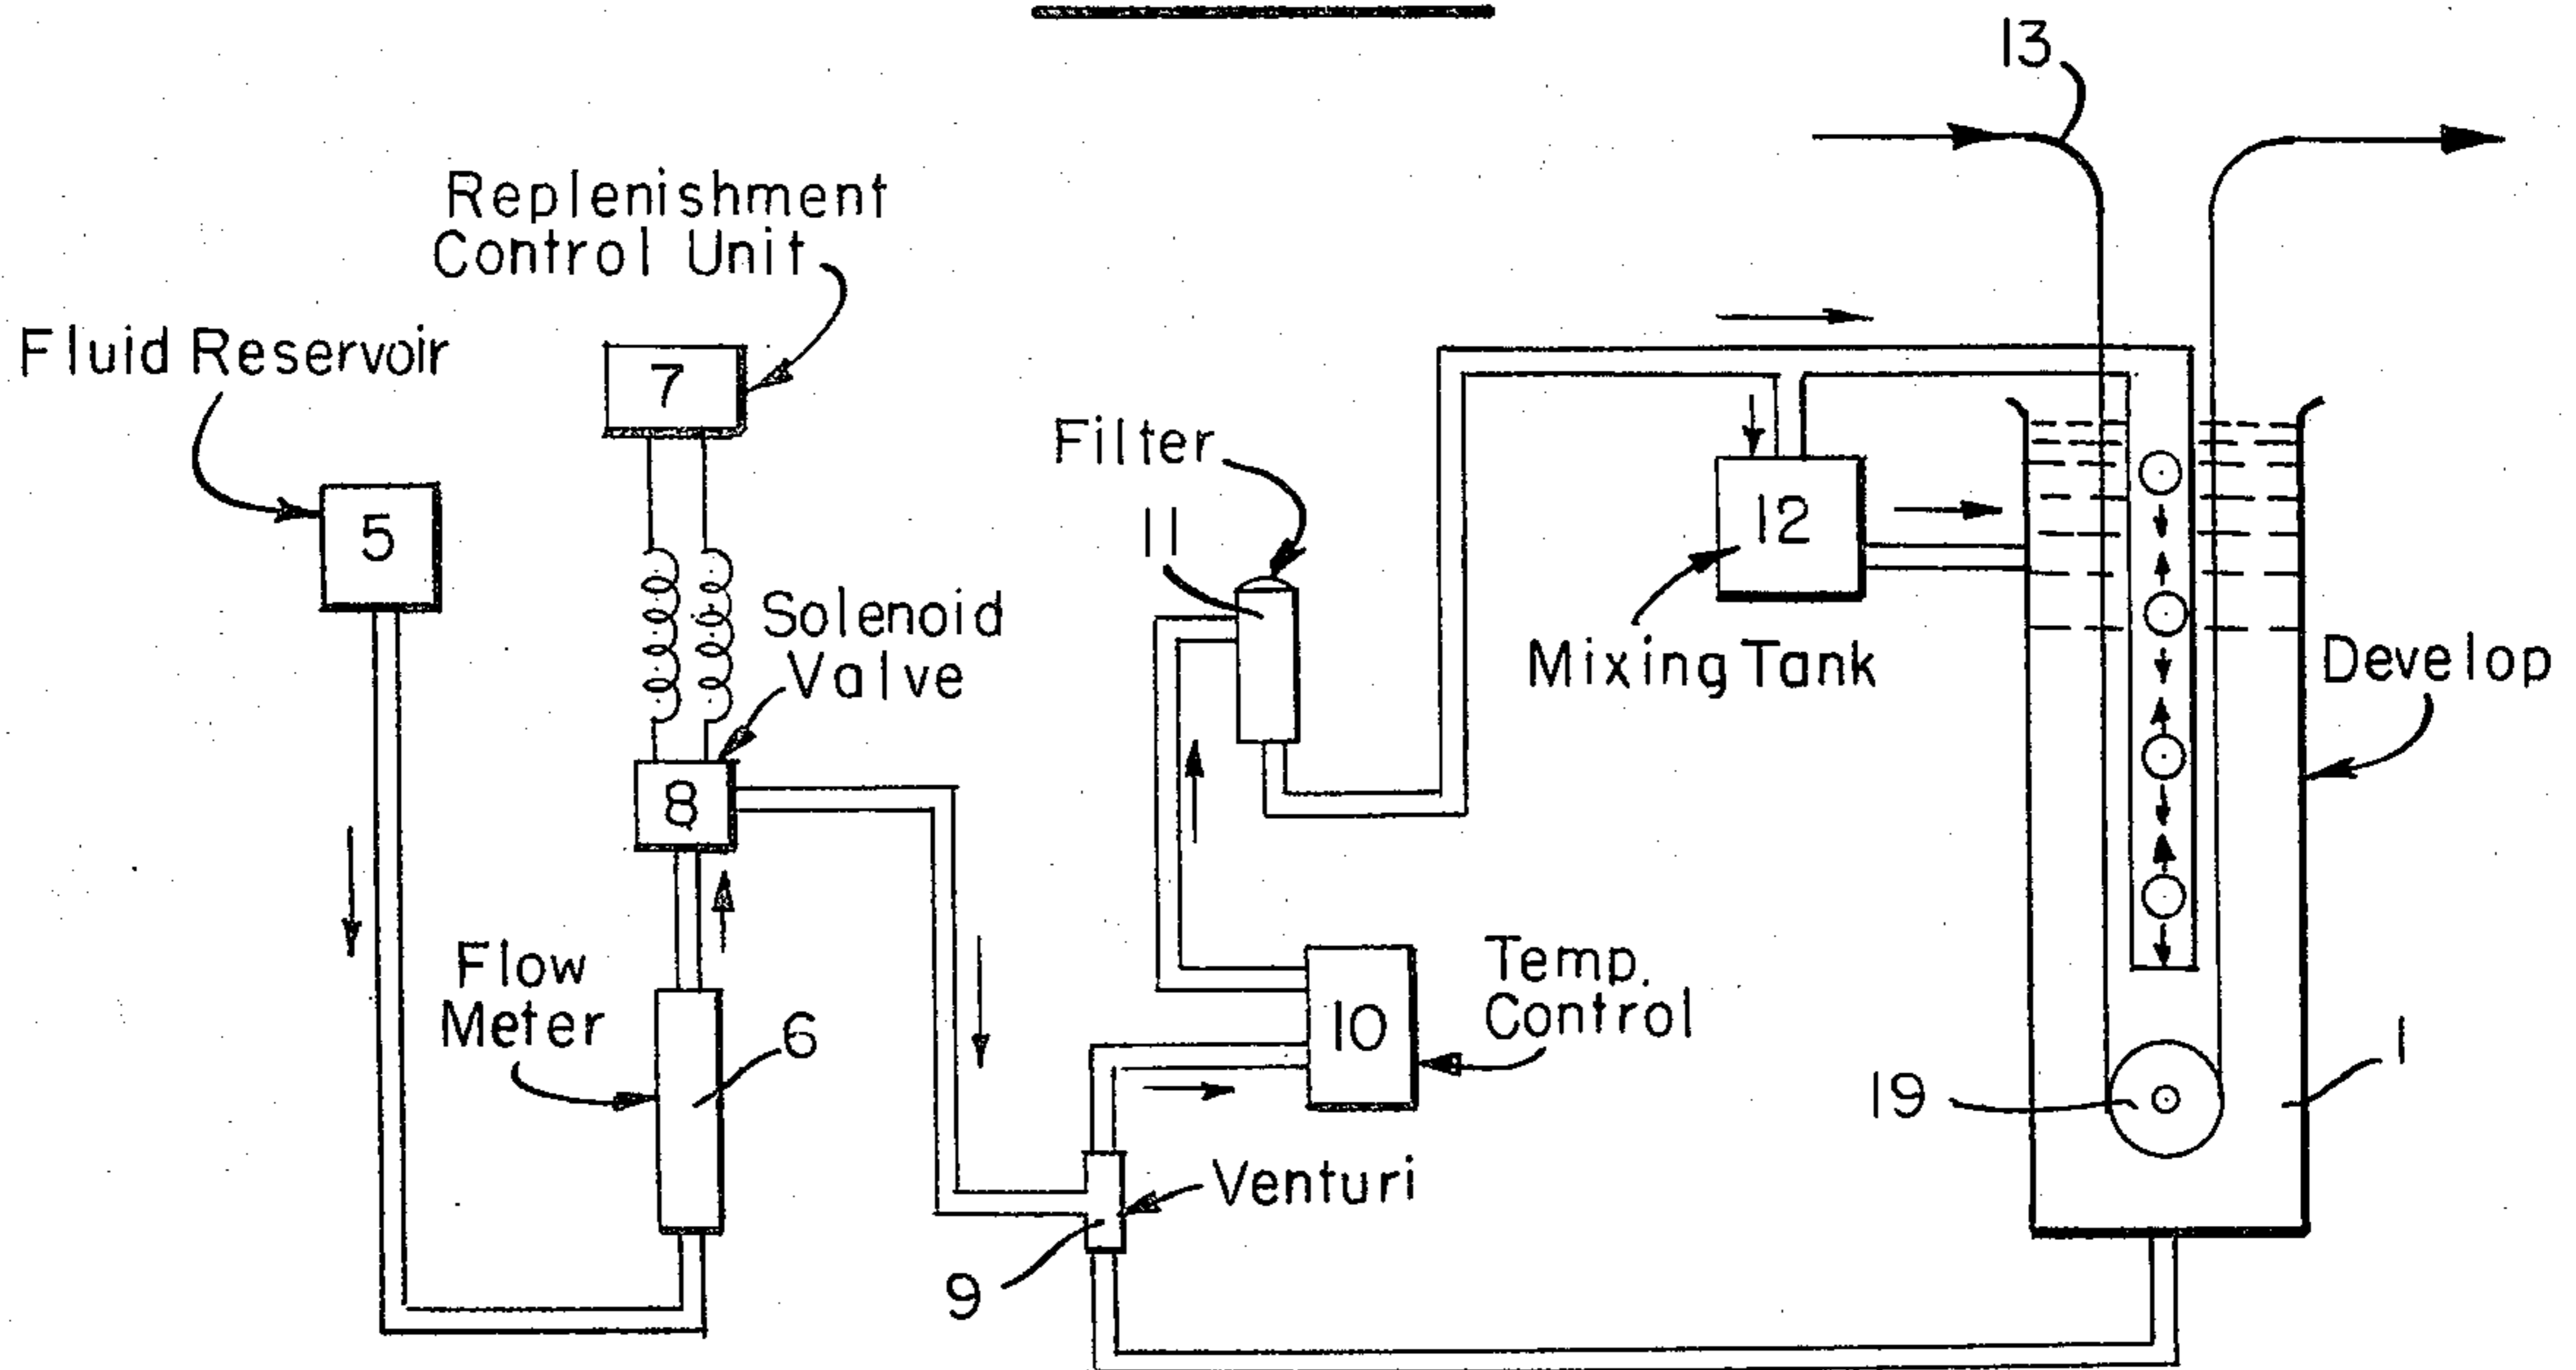 13
Replenishment
Control Unit
Fluid Reservoir
7
Filter
5
11
12
Solenoid
Valve
Mixing Tank
Develop
8
Flow
Meter
6
Temp.
Control
10
1
19
Venturi
9